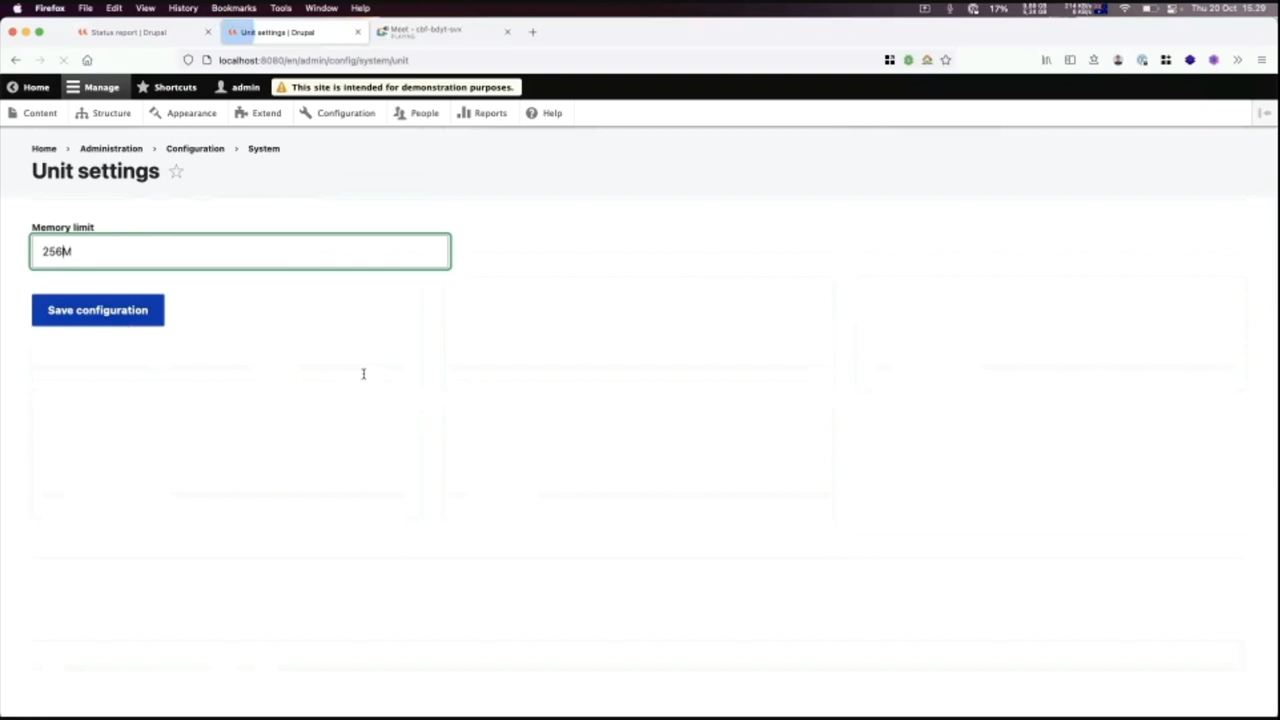 Firefox File Edit View History Bookmarks Tools Window Help 17% Thu 20 Oct 15.29
Status report | Drupal Unit settings | Drupal Meet - cbf-bdyt-svx
PLAYING
localhost:8080/en/admin/config/system/unit
Home Manage Shortcuts admin This site is intended for demonstration purposes.
Content Structure Appearance Extend Configuration People Reports Help
Home > Administration > Configuration > System
Unit settings
Memory limit
256M
Save configuration